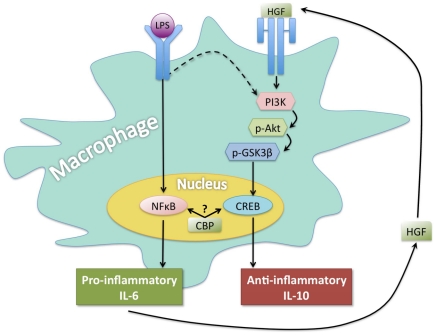 LPS
HGF
Macrophage
PI3K
p-Akt
p-GSK3β
Nucleus
NFκB
?
CREB
CBP
HGF
Pro-inflammatory
IL-6
Anti-inflammatory
IL-10